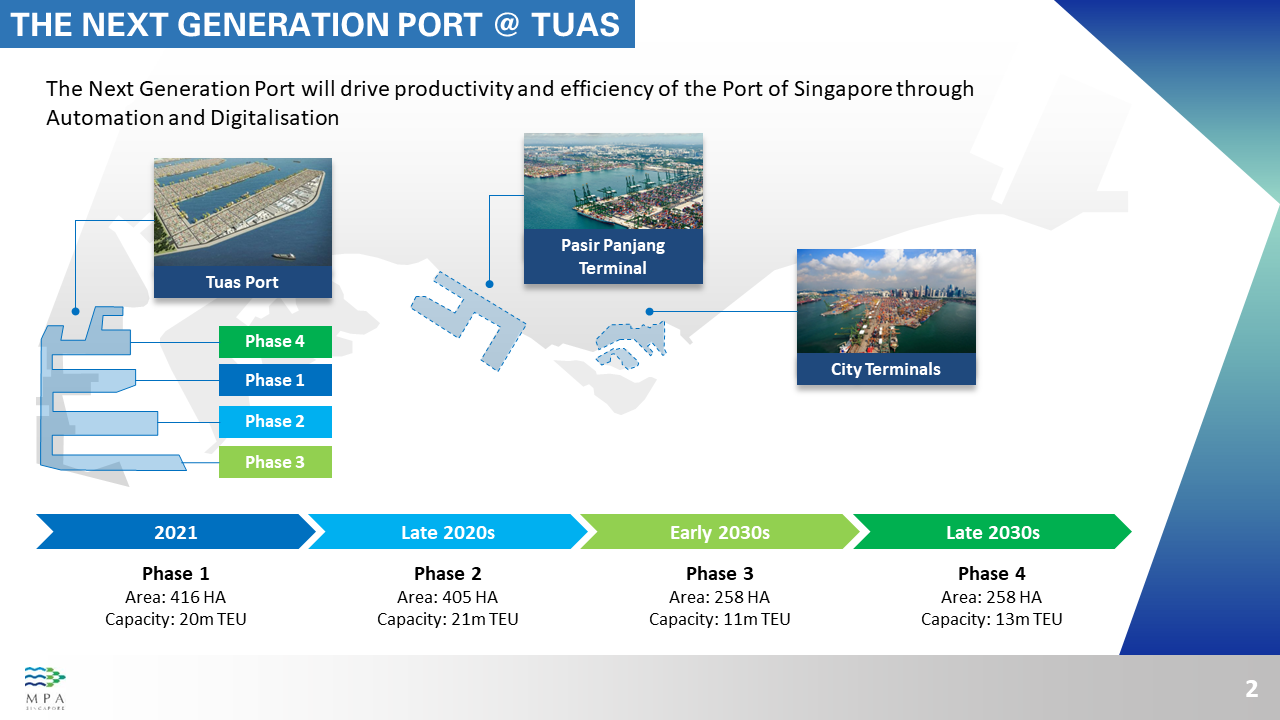 THE NEXT GENERATION PORT @ TUAS
The Next Generation Port will drive productivity and efficiency of the Port of Singapore through
Automation and Digitalisation
Tuas Port
Pasir Panjang
Terminal
City Terminals
Phase 4
Phase 1
Phase 2
Phase 3
2021
Late 2020s
Early 2030s
Late 2030s
Phase 1
Area: 416 HA
Capacity: 20m TEU
Phase 2
Area: 405 HA
Capacity: 21m TEU
Phase 3
Area: 258 HA
Capacity: 11m TEU
Phase 4
Area: 258 HA
Capacity: 13m TEU
MPA
SINGAPORE
2